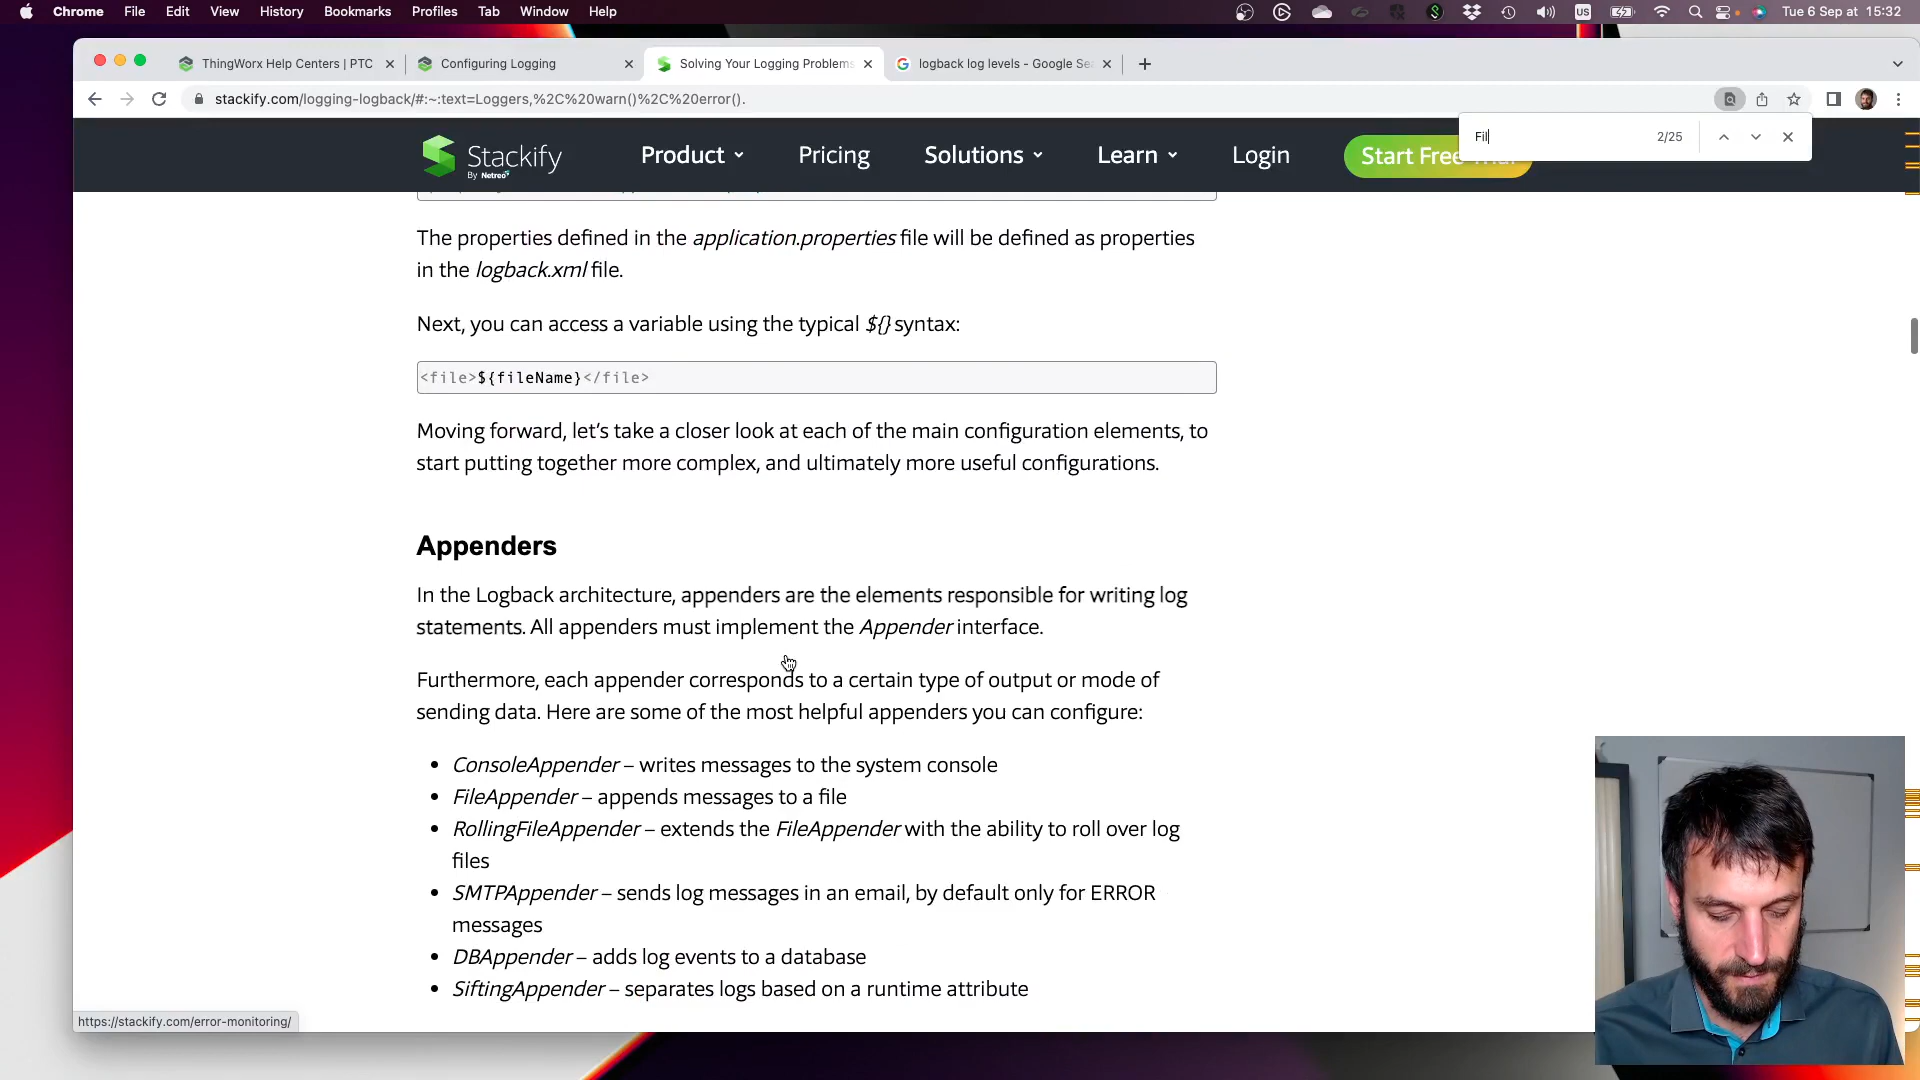 Chrome File Edit View History Bookmarks Profiles Tab Window Help
US
Tue 6 Sep at 15:32
ThingWorx Help Centers | PTC
Configuring Logging
Solving Your Logging Problems
logback log levels - Google Se
stackify.com/logging-logback/#:~:text=Loggers,%2C%20warn()%2C%20error().
Fil 2/25
Stackify
By Netreo
Product Pricing Solutions Learn Login Start Free
The properties defined in the application.properties file will be defined as properties
in the logback.xml file.
Next, you can access a variable using the typical ${} syntax:
<file>${fileName}</file>
Moving forward, let's take a closer look at each of the main configuration elements, to
start putting together more complex, and ultimately more useful configurations.
Appenders
In the Logback architecture, appenders are the elements responsible for writing log
statements. All appenders must implement the Appender interface.
Furthermore, each appender corresponds to a certain type of output or mode of
sending data. Here are some of the most helpful appenders you can configure:
• ConsoleAppender – writes messages to the system console
• FileAppender – appends messages to a file
• RollingFileAppender – extends the FileAppender with the ability to roll over log
files
• SMTPAppender – sends log messages in an email, by default only for ERROR
messages
• DBAppender – adds log events to a database
• SiftingAppender – separates logs based on a runtime attribute
https://stackify.com/error-monitoring/